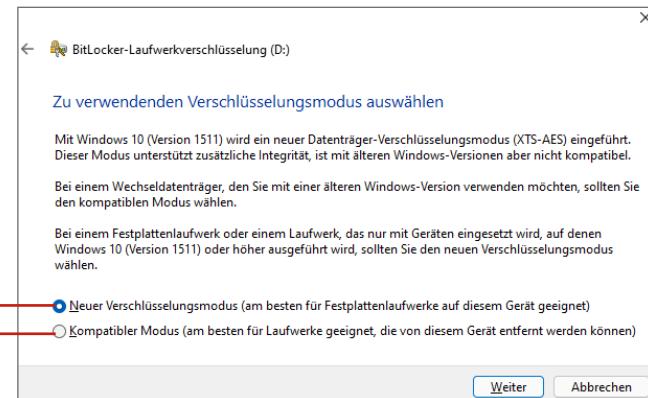 BitLocker-Laufwerkverschlüsselung (D:)
Zu verwendenden Verschlüsselungsmodus auswählen
Mit Windows 10 (Version 1511) wird ein neuer Datenträger-Verschlüsselungsmodus (XTS-AES) eingeführt.
Dieser Modus unterstützt zusätzliche Integrität, ist mit älteren Windows-Versionen aber nicht kompatibel.
Bei einem Wechseldatenträger, den Sie mit einer älteren Windows-Version verwenden möchten, sollten Sie
den kompatiblen Modus wählen.
Bei einem Festplattenlaufwerk oder einem Laufwerk, das nur mit Geräten eingesetzt wird, auf denen
Windows 10 (Version 1511) oder höher ausgeführt wird, sollten Sie den neuen Verschlüsselungsmodus
wählen.
Neuer Verschlüsselungsmodus (am besten für Festplattenlaufwerke auf diesem Gerät geeignet)
Kompatibler Modus (am besten für Laufwerke geeignet, die von diesem Gerät entfernt werden können)
Weiter Abbrechen